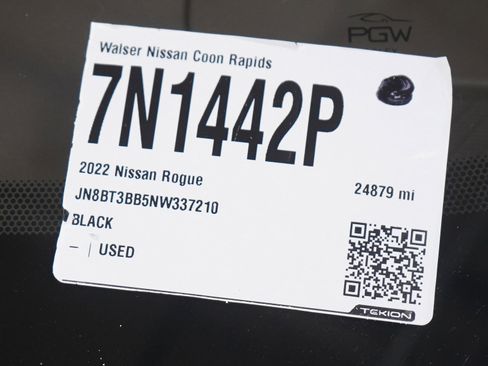 PGW
Walser Nissan Coon Rapids
7N1442P
2022 Nissan Rogue
24879 mi
JN8BT3BB5NW337210
BLACK
– | USED
TEKION